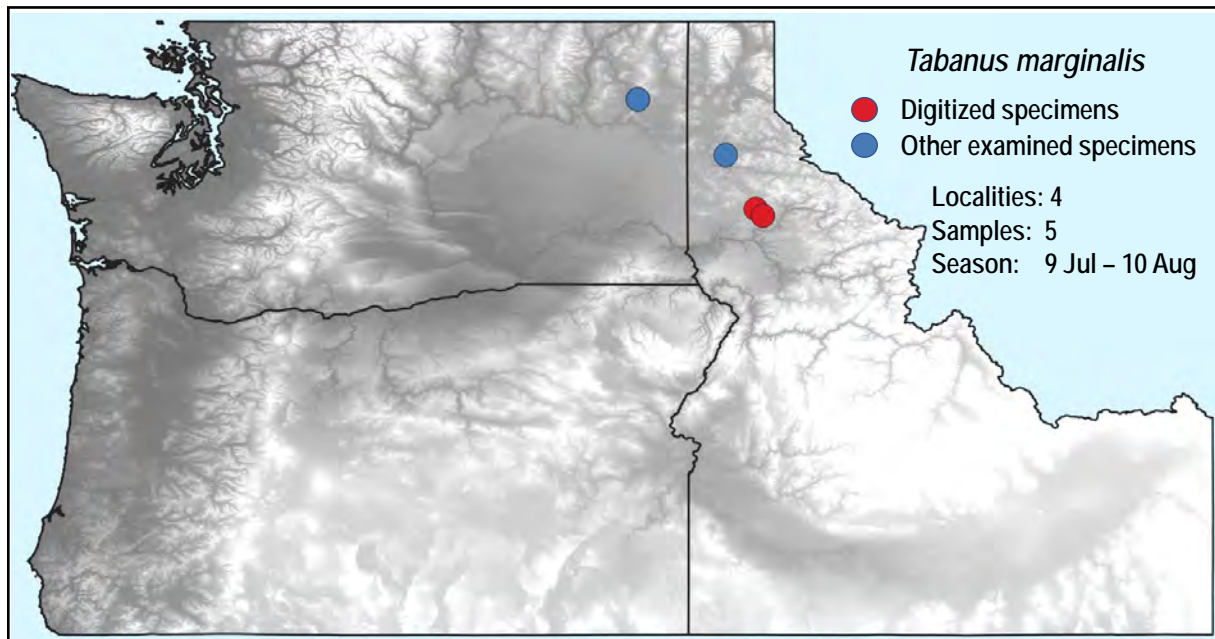 Tabanus marginalis
Digitized specimens
Other examined specimens
Localities: 4
Samples: 5
Season: 9 Jul – 10 Aug